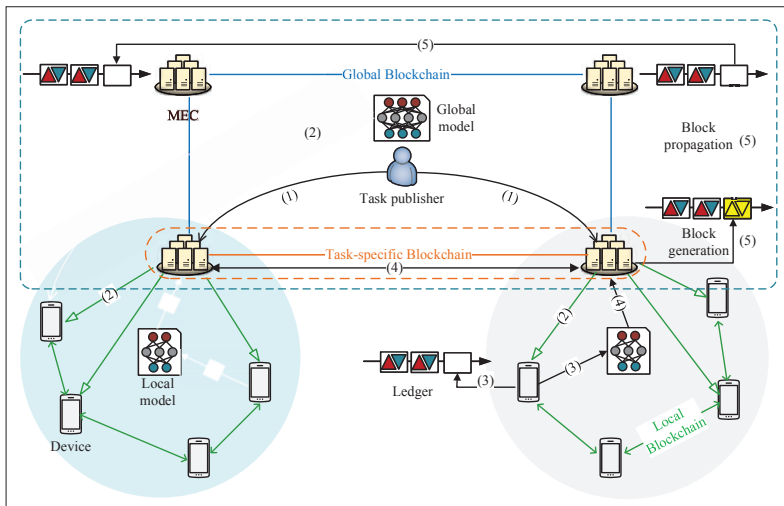 (5)
Global Blockchain
MEC
Global
model
(2)
Block
propagation
(5)
Task publisher
(1)
(1)
Block
generation
(5)
Task-specific Blockchain
(4)
(2)
(2)
(4)
Local
model
(3)
Ledger
(3)
Device
Local
Blockchain